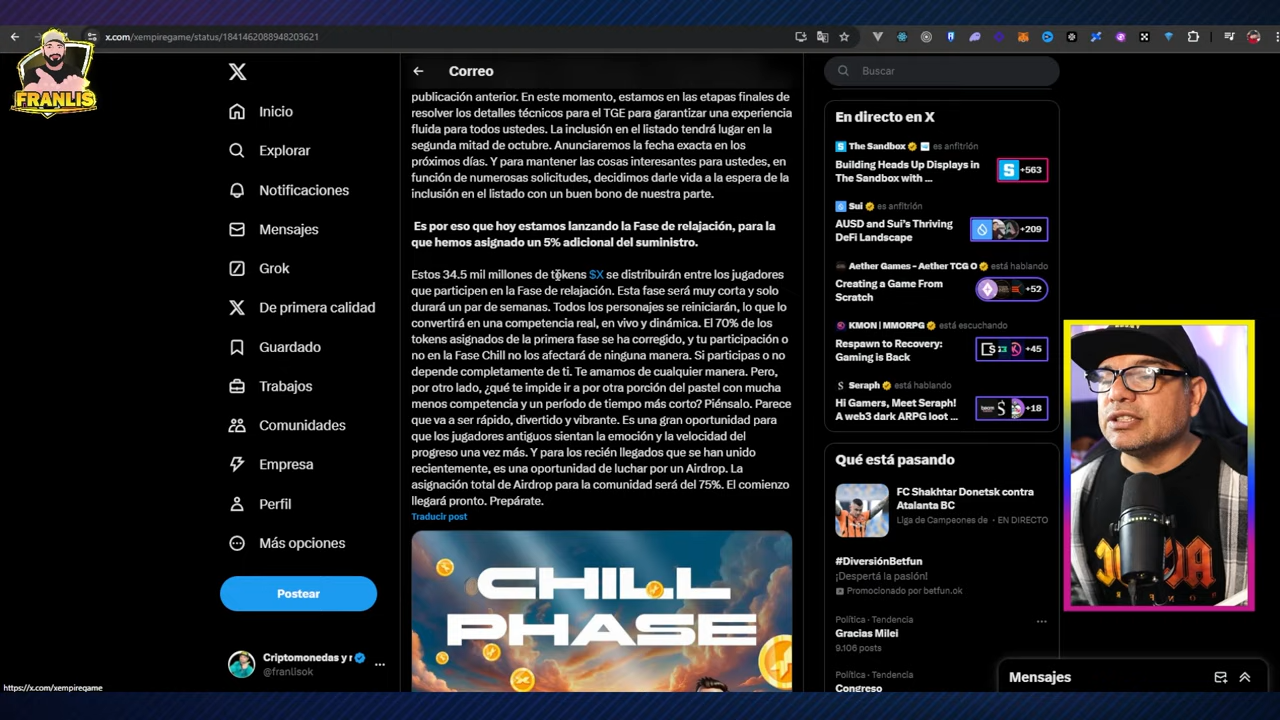 x.com/xempiregame/status/1841462088948203621
FRANLIS
Inicio
Explorar
Notificaciones
Mensajes
Grok
De primera calidad
Guardado
Trabajos
Comunidades
Empresa
Perfil
Más opciones
Postear
Criptomonedas y r
@franlisok
https://x.com/xempiregame
Correo
publicación anterior. En este momento, estamos en las etapas finales de
resolver los detalles técnicos para el TGE para garantizar una experiencia
fluida para todos ustedes. La inclusión en el listado tendrá lugar en la
segunda mitad de octubre. Anunciaremos la fecha exacta en los
próximos días. Y para mantener las cosas interesantes para ustedes, en
función de numerosas solicitudes, decidimos darle vida a la espera de la
inclusión en el listado con un buen bono de nuestra parte.
Es por eso que hoy estamos lanzando la Fase de relajación, para la
que hemos asignado un 5% adicional del suministro.
Estos 34.5 mil millones de tokens $X se distribuirán entre los jugadores
que participen en la Fase de relajación. Esta fase será muy corta y solo
durará un par de semanas. Todos los personajes se reiniciarán, lo que lo
convertirá en una competencia real, en vivo y dinámica. El 70% de los
tokens asignados de la primera fase se ha corregido, y tu participación o
no en la Fase Chill no los afectará de ninguna manera. Si participas o no
depende completamente de ti. Te amamos de cualquier manera. Pero,
por otro lado, ¿qué te impide ir a por otra porción del pastel con mucha
menos competencia y un período de tiempo más corto? Piénsalo. Parece
que va a ser rápido, divertido y vibrante. Es una gran oportunidad para
que los jugadores antiguos sientan la emoción y la velocidad del
progreso una vez más. Y para los recién llegados que se han unido
recientemente, es una oportunidad de luchar por un Airdrop. La
asignación total de Airdrop para la comunidad será del 75%. El comienzo
llegará pronto. Prepárate.
Traducir post
CHILL
PHASE
Buscar
En directo en X
The Sandbox es anfitrión
Building Heads Up Displays in
The Sandbox with ...
+563
Sui es anfitrión
AUSD and Sui's Thriving
DeFi Landscape
+209
Aether Games - Aether TCG está hablando
Creating a Game From
Scratch
+52
KMON | MMORPG está escuchando
Respawn to Recovery:
Gaming is Back
+45
Seraph está hablando
Hi Gamers, Meet Seraph!
A web3 dark ARPG loot ...
+18
Qué está pasando
FC Shakhtar Donetsk contra
Atalanta BC
Liga de Campeones de · EN DIRECTO
#DiversiónBetfun
¡Despertá la pasión!
Promocionado por betfun.ok
Política · Tendencia
Gracias Milei
9.106 posts
Política · Tendencia
Congreso
Mensajes